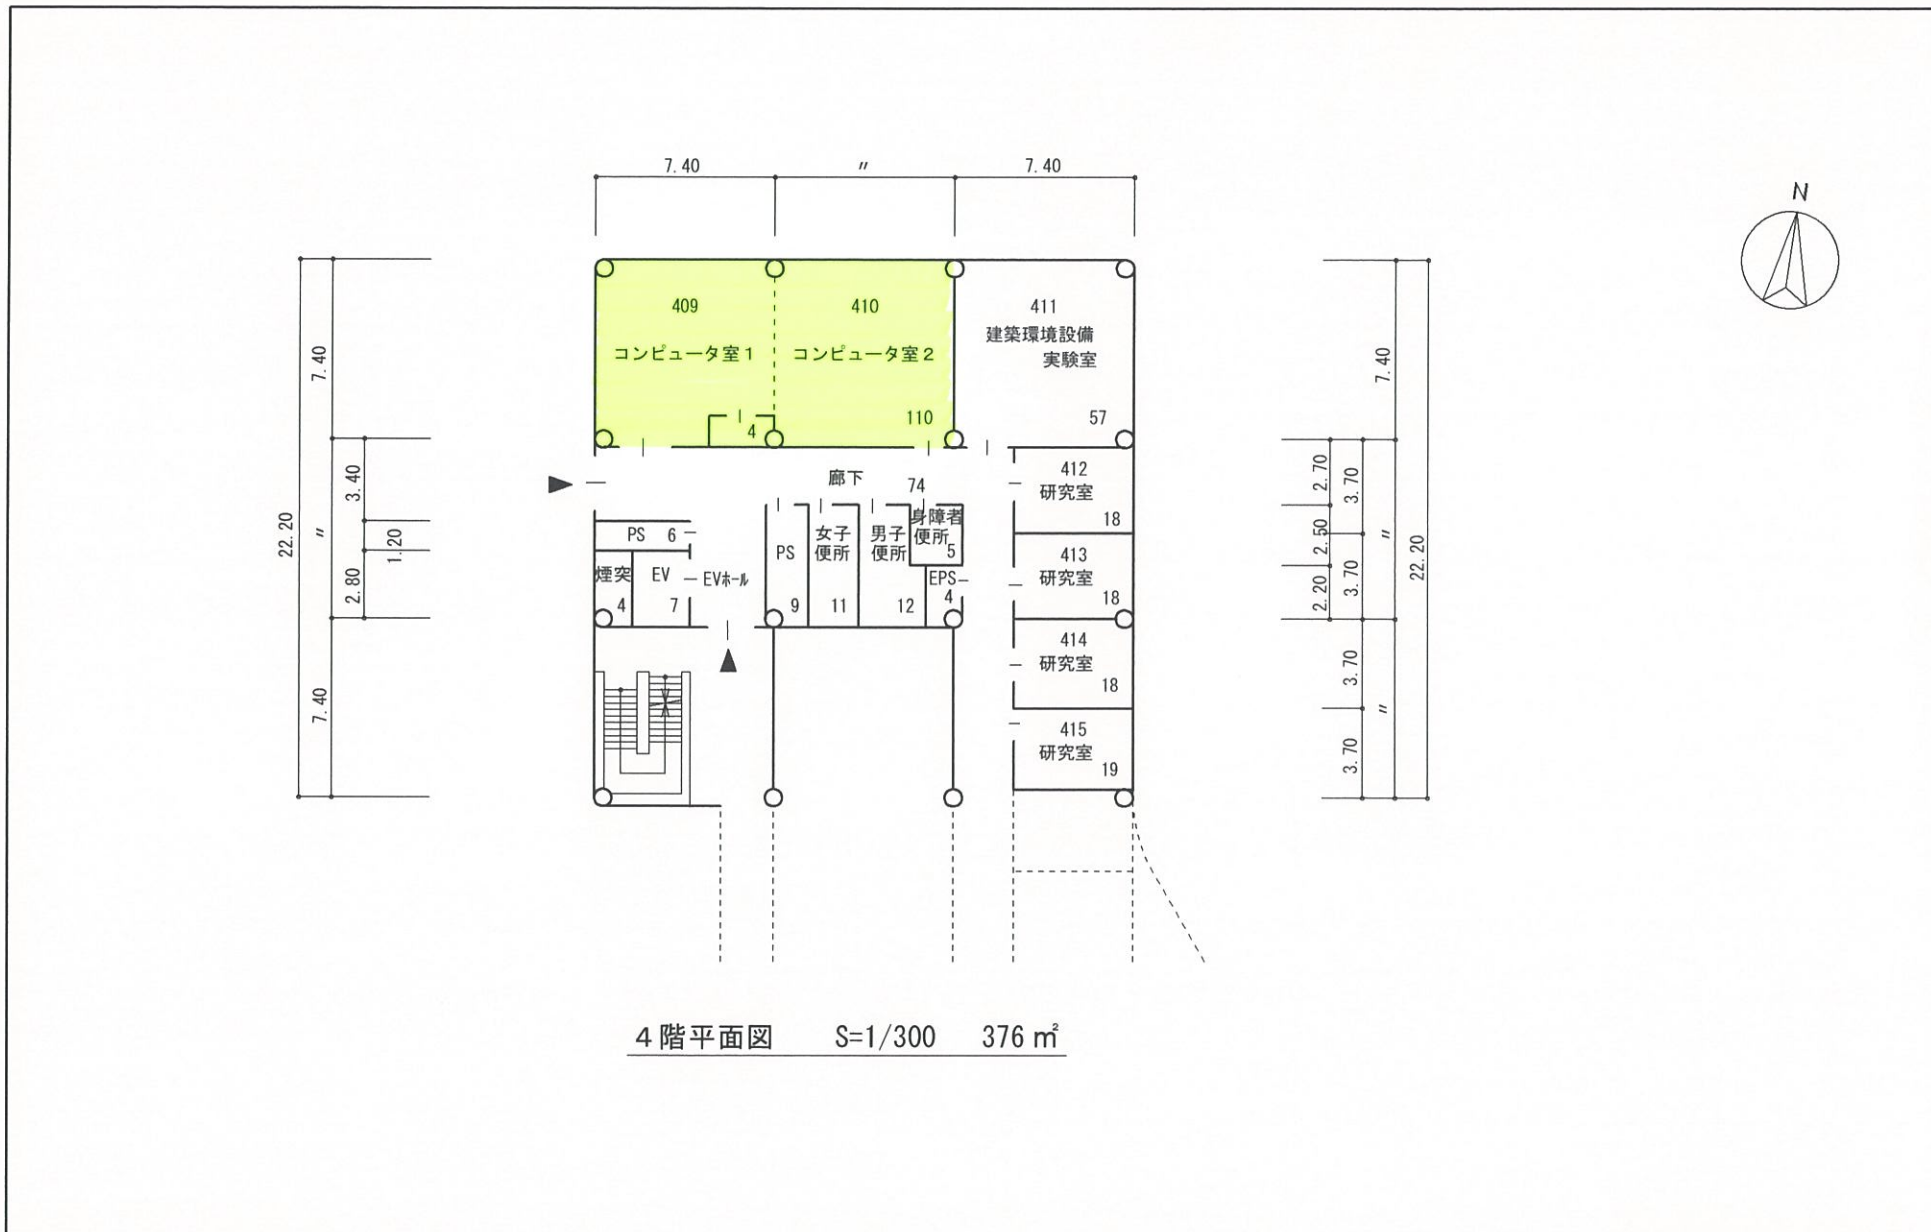 7.40
〃
7.40
N
409
コンピュータ室1
4
410
コンピュータ室2
110
411
建築環境設備
実験室
57
22.20
7.40
〃
7.40
3.40
1.20
2.80
廊下
74
PS 6
煙突
4
EV
7
EVホール
PS
9
女子
便所
11
男子
便所
12
身障者
便所
5
EPS
4
412
研究室
18
413
研究室
18
414
研究室
18
415
研究室
19
2.70
2.50
2.20
3.70
3.70
3.70
3.70
7.40
〃
〃
22.20
4階平面図 S=1/300 376㎡